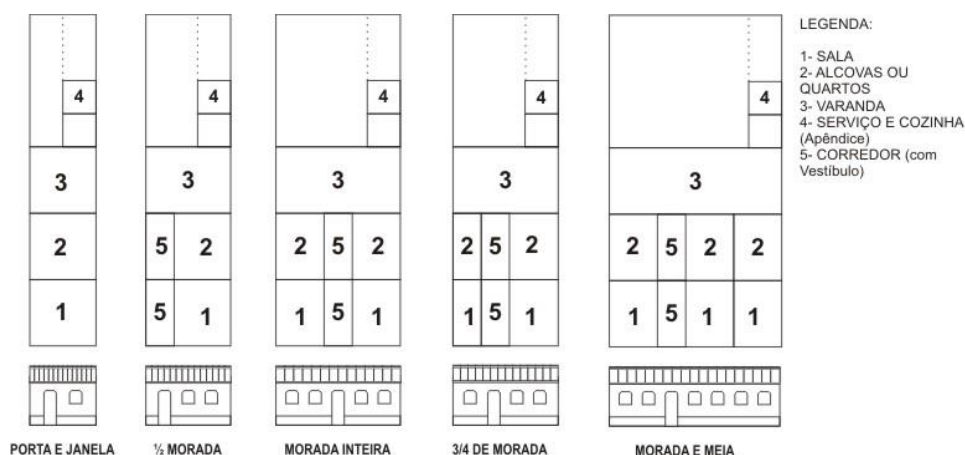 4 4 4 4 4
3 3 3 3 3
2 5 2 2 5 2 2 5 2 2 5 2 2
1 5 1 1 5 1 1 5 1 1 5 1 1
PORTA E JANELA ½ MORADA MORADA INTEIRA 3/4 DE MORADA MORADA E MEIA
LEGENDA:
1- SALA
2- ALCOVAS OU
QUARTOS
3- VARANDA
4- SERVIÇO E COZINHA
(Apêndice)
5- CORREDOR (com
Vestíbulo)